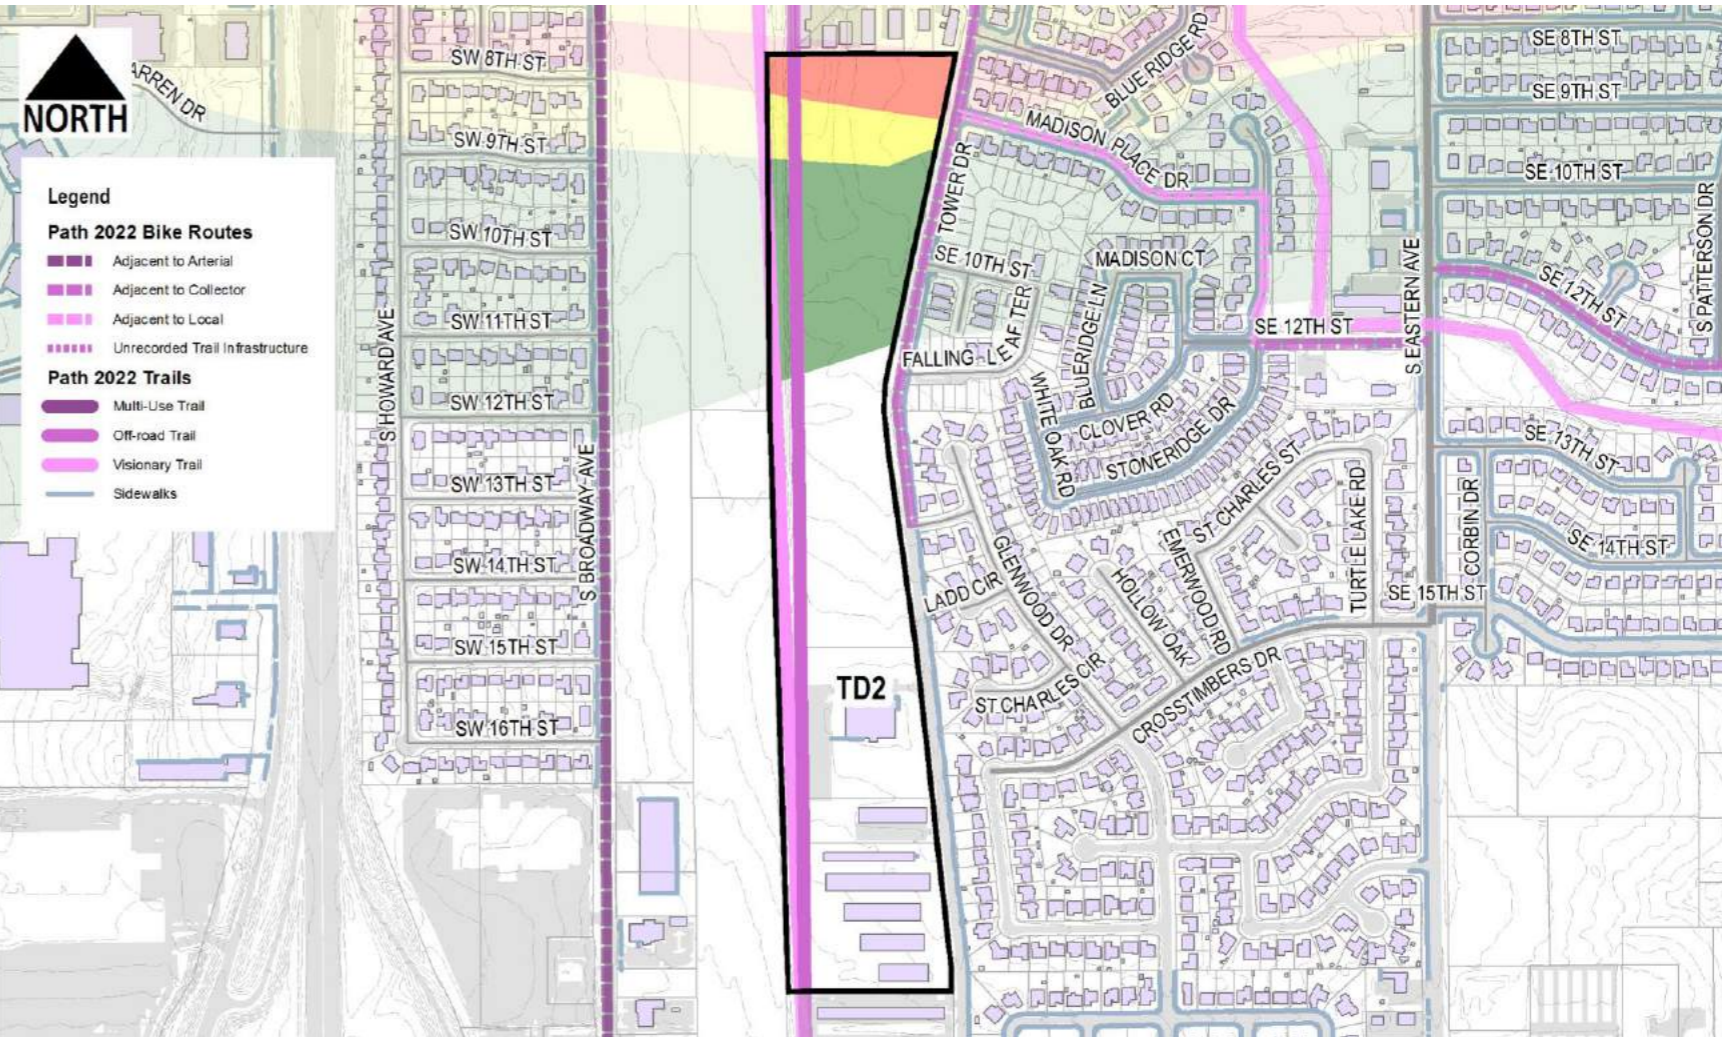 NORTH
ARREN DR
Legend
Path 2022 Bike Routes
Adjacent to Arterial
Adjacent to Collector
Adjacent to Local
Unrecorded Trail Infrastructure
Path 2022 Trails
Multi-Use Trail
Off-road Trail
Visionary Trail
Sidewalks
S HOWARD AVE
SW 8TH ST
SW 9TH ST
SW 10TH ST
SW 11TH ST
SW 12TH ST
SW 13TH ST
SW 14TH ST
SW 15TH ST
SW 16TH ST
S BROADWAY AVE
TD2
TOWER DR
BLUE RIDGE RD
MADISON PLACE DR
SE 10TH ST
MADISON CT
FALLING LEAF TER
BLUERIDGE LN
WHITE OAK RD
CLOVER RD
STONERIDGE DR
SE 12TH ST
ST CHARLES ST
GLENWOOD DR
LADD CIR
HOLLOW OAK
EMERWOOD RD
TURTLE LAKE RD
ST CHARLES CIR
CROSSTIMBERS DR
S EASTERN AVE
SE 8TH ST
SE 9TH ST
SE 10TH ST
S PATTERSON DR
SE 12TH ST
SE 13TH ST
CORBIN DR
SE 14TH ST
SE 15TH ST